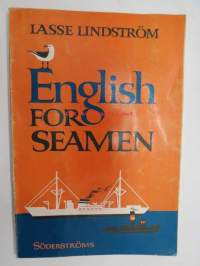 LASSE LINDSTRÖM
English
FOR
SEAMEN
SÖDERSTRÖMS